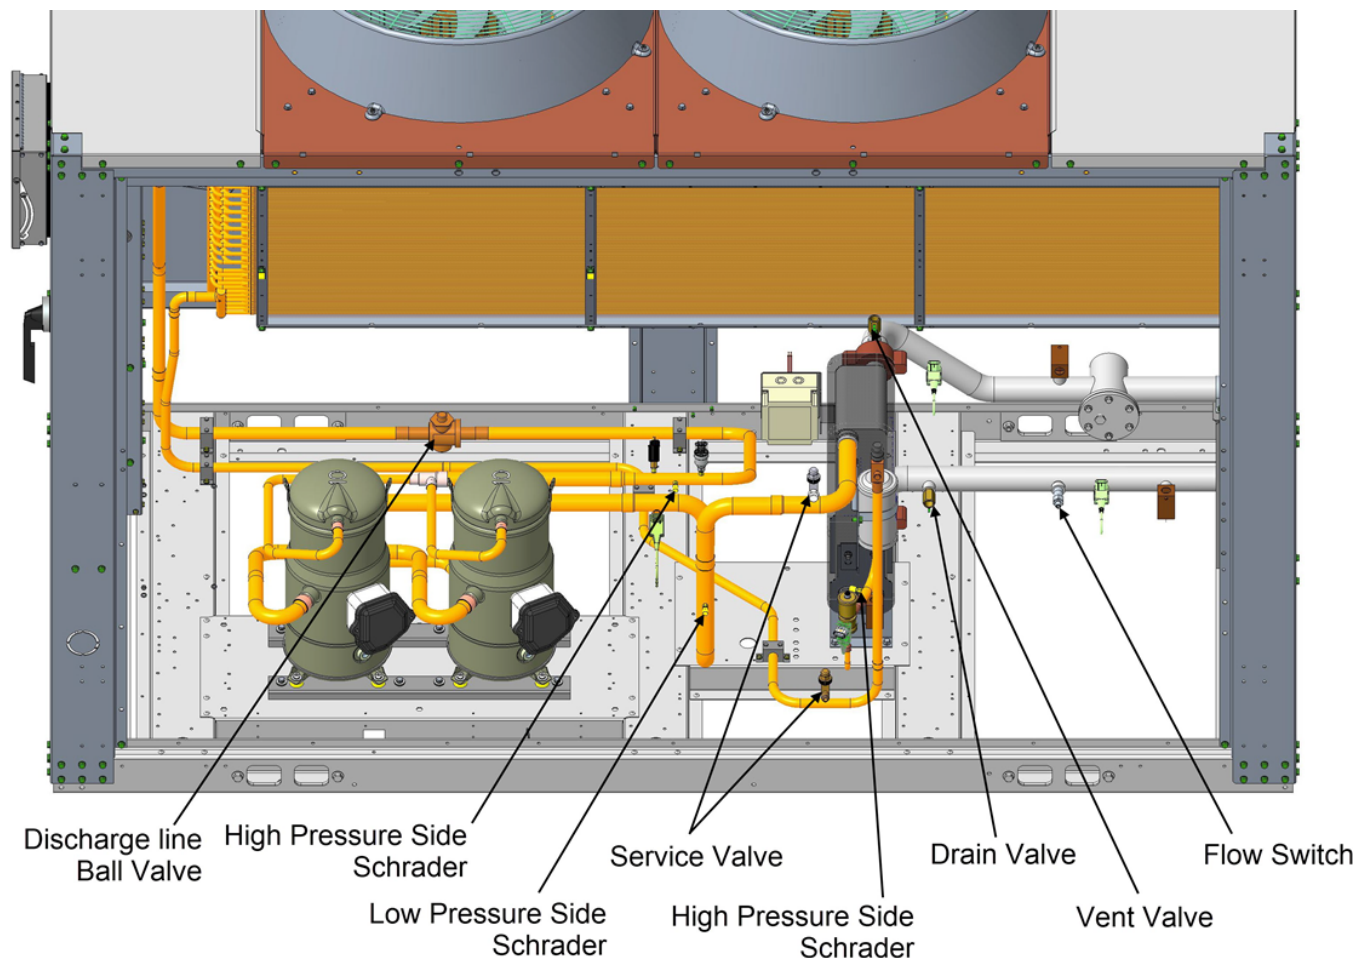 Discharge line
Ball Valve
High Pressure Side
Schrader
Low Pressure Side
Schrader
Service Valve
High Pressure Side
Schrader
Drain Valve
Vent Valve
Flow Switch